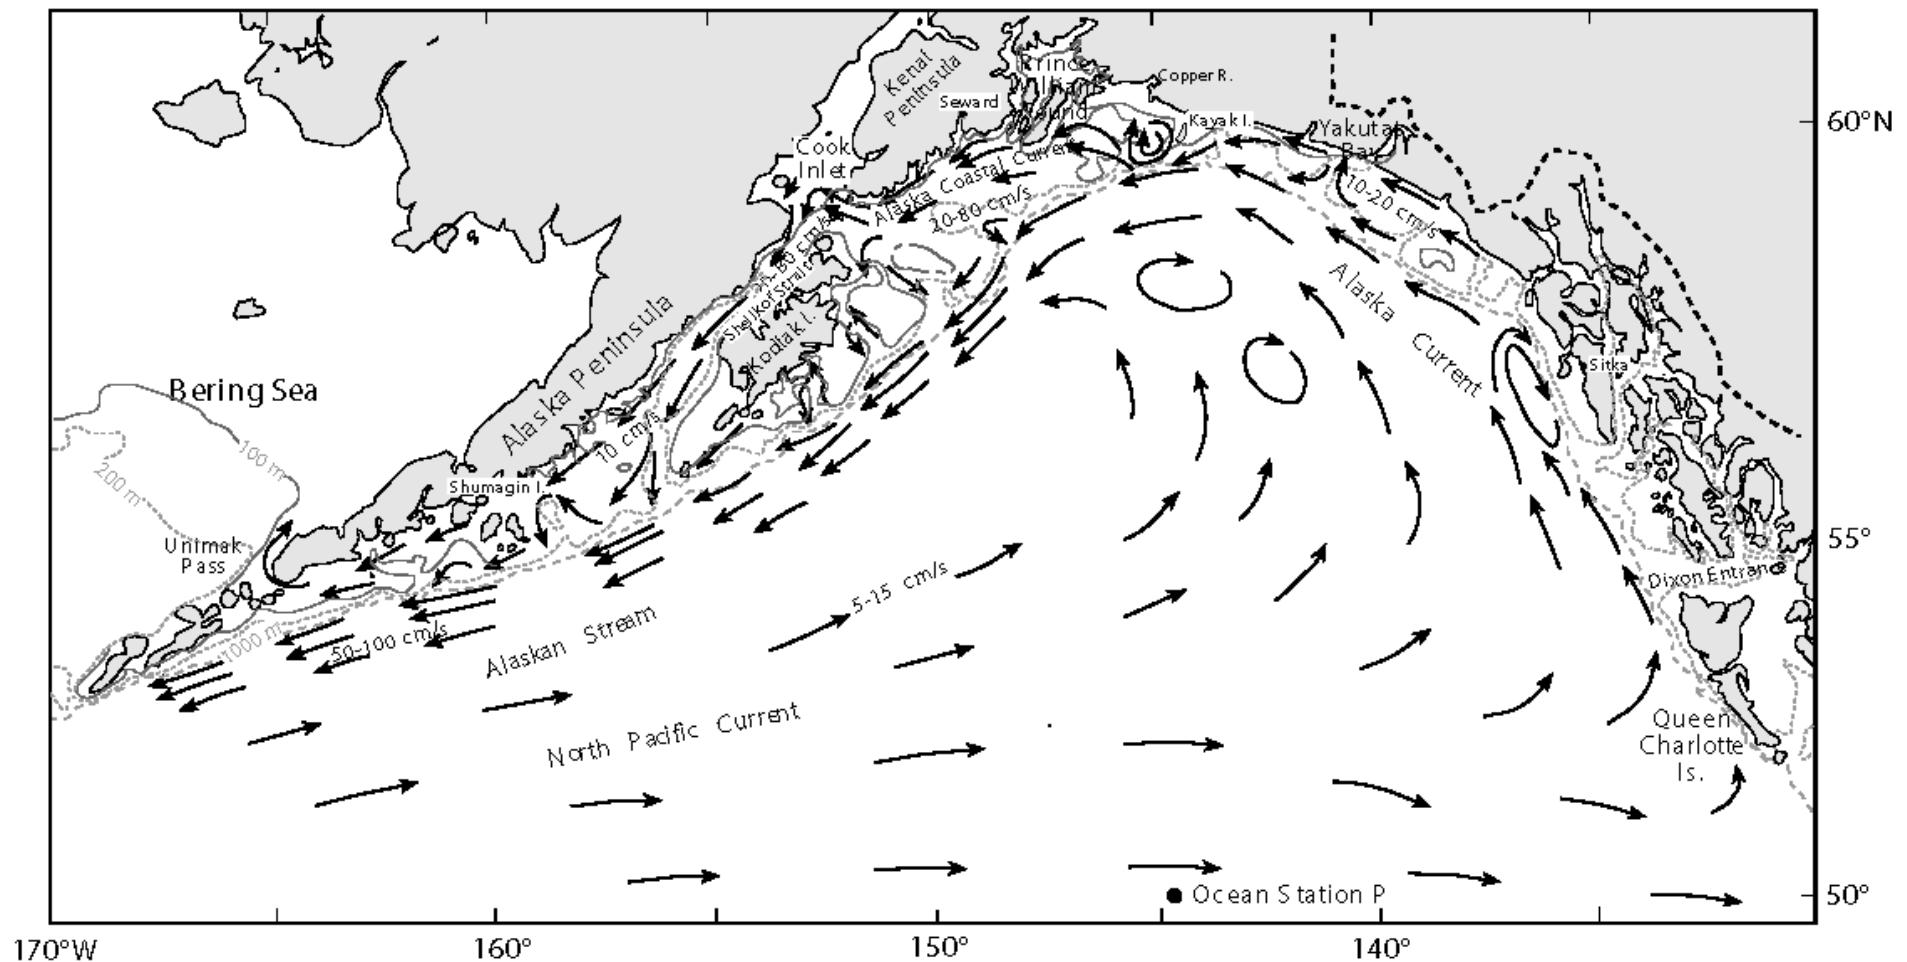 Copper R.
Kenai
Peninsula
Prince
William
Sound
Seward
Kayak I.
Yakutat
Bay
60°N
Cook
Inlet
Alaska Coastal Current
20-80 cm/s
10-20 cm/s
Shelikof Strait
Kodiak I.
Alaska Peninsula
Alaska
Current
Sitka
Bering Sea
100 m
200 m
10 cm/s
Shumagin I.
Unimak
Pass
55°
Dixon Entrance
5-15 cm/s
1000 m
50-100 cm/s
Alaskan Stream
North Pacific Current
Queen
Charlotte
Is.
Ocean Station P
50°
170°W
160°
150°
140°